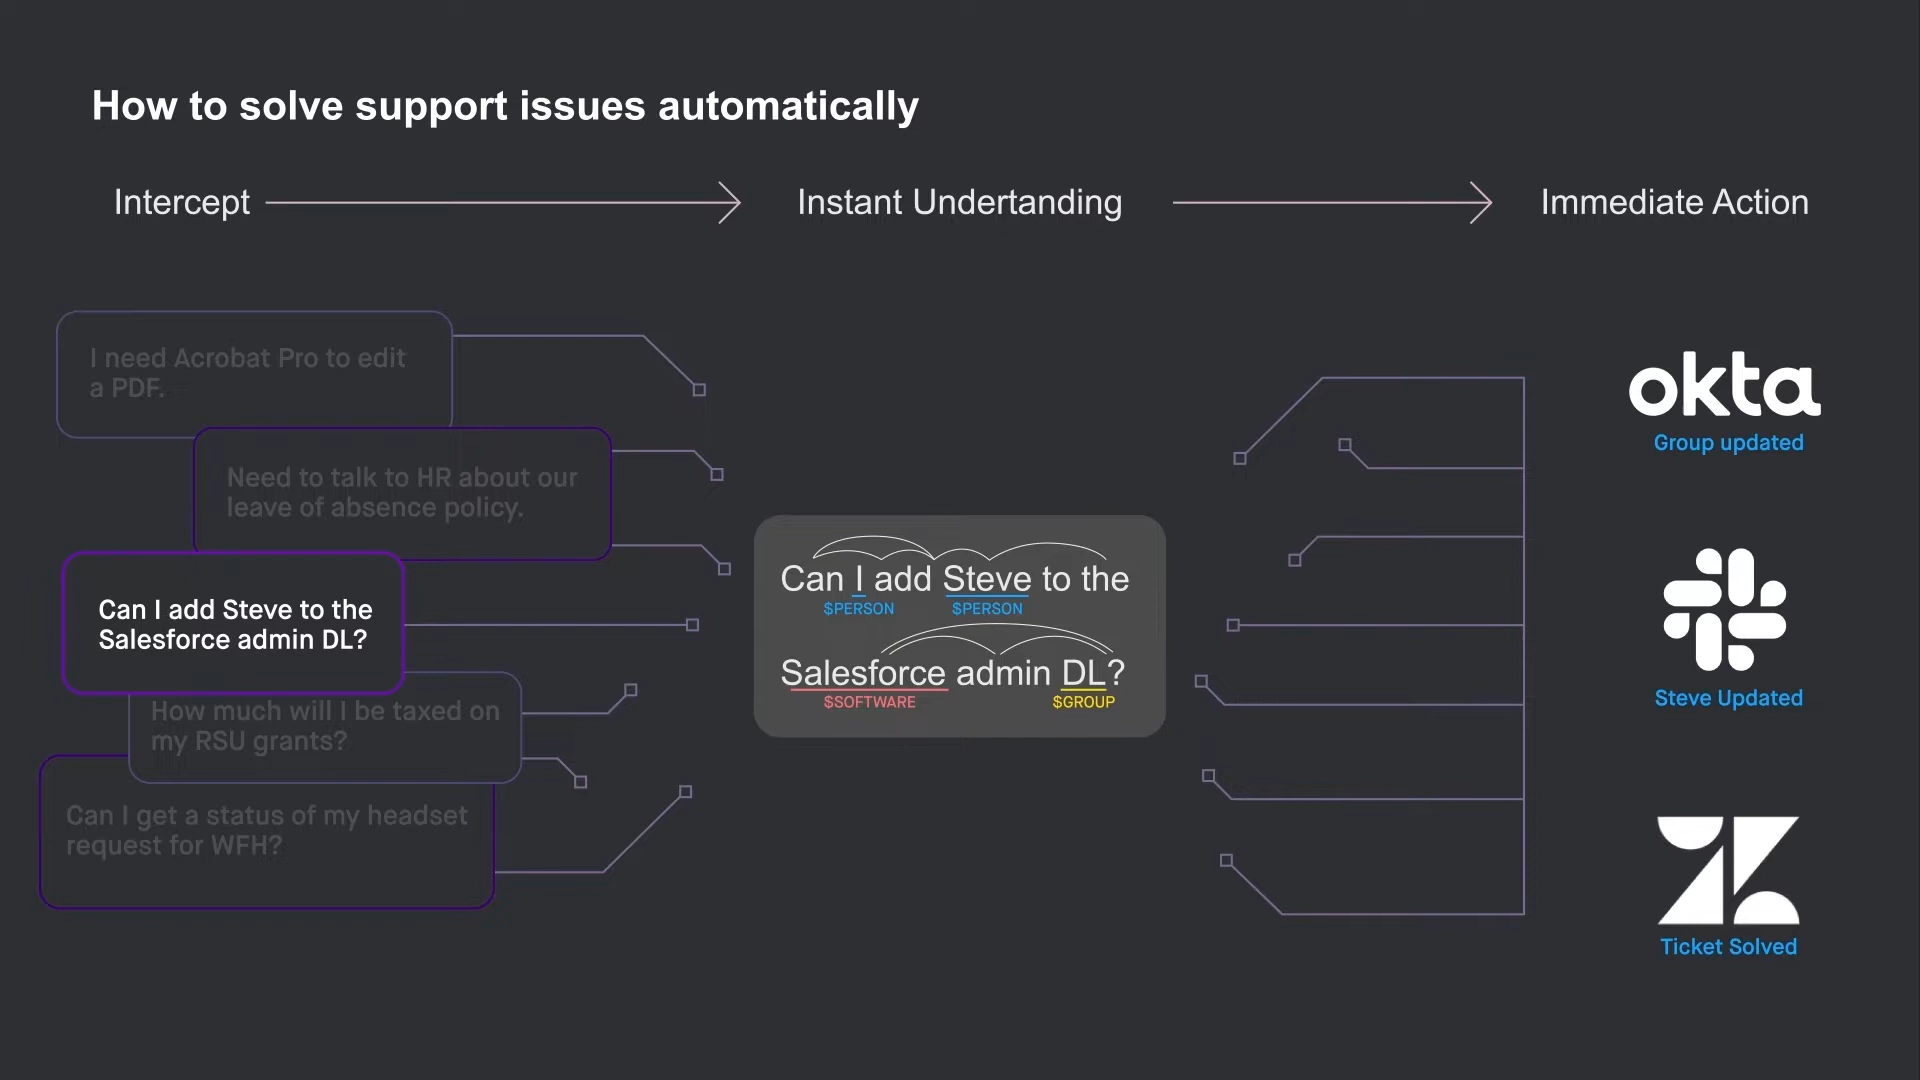 How to solve support issues automatically
Intercept
Instant Undertanding
Immediate Action
I need Acrobat Pro to edit
a PDF.
Need to talk to HR about our
leave of absence policy.
Can I add Steve to the
Salesforce admin DL?
How much will I be taxed on
my RSU grants?
Can I get a status of my headset
request for WFH?
Can I add Steve to the
$PERSON $PERSON
Salesforce admin DL?
$SOFTWARE $GROUP
okta
Group updated
Steve Updated
Ticket Solved